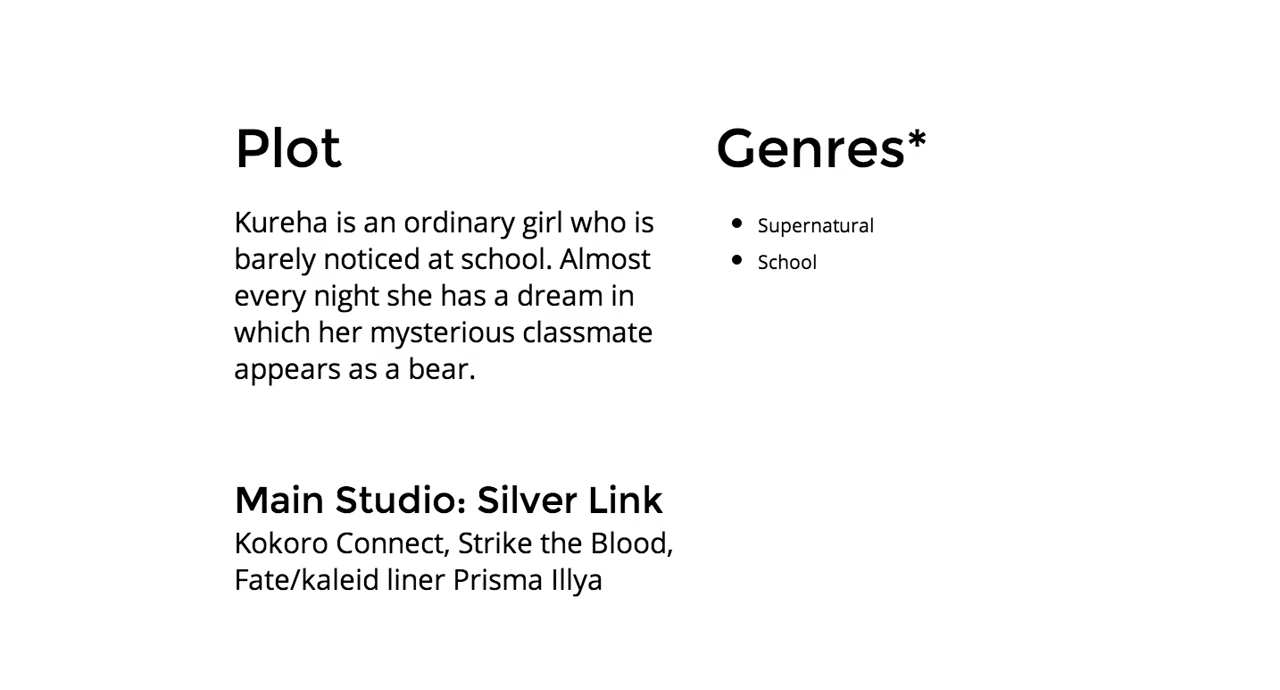 Plot
Kureha is an ordinary girl who is
barely noticed at school. Almost
every night she has a dream in
which her mysterious classmate
appears as a bear.
Main Studio: Silver Link
Kokoro Connect, Strike the Blood,
Fate/kaleid liner Prisma Illya
Genres*
• Supernatural
• School